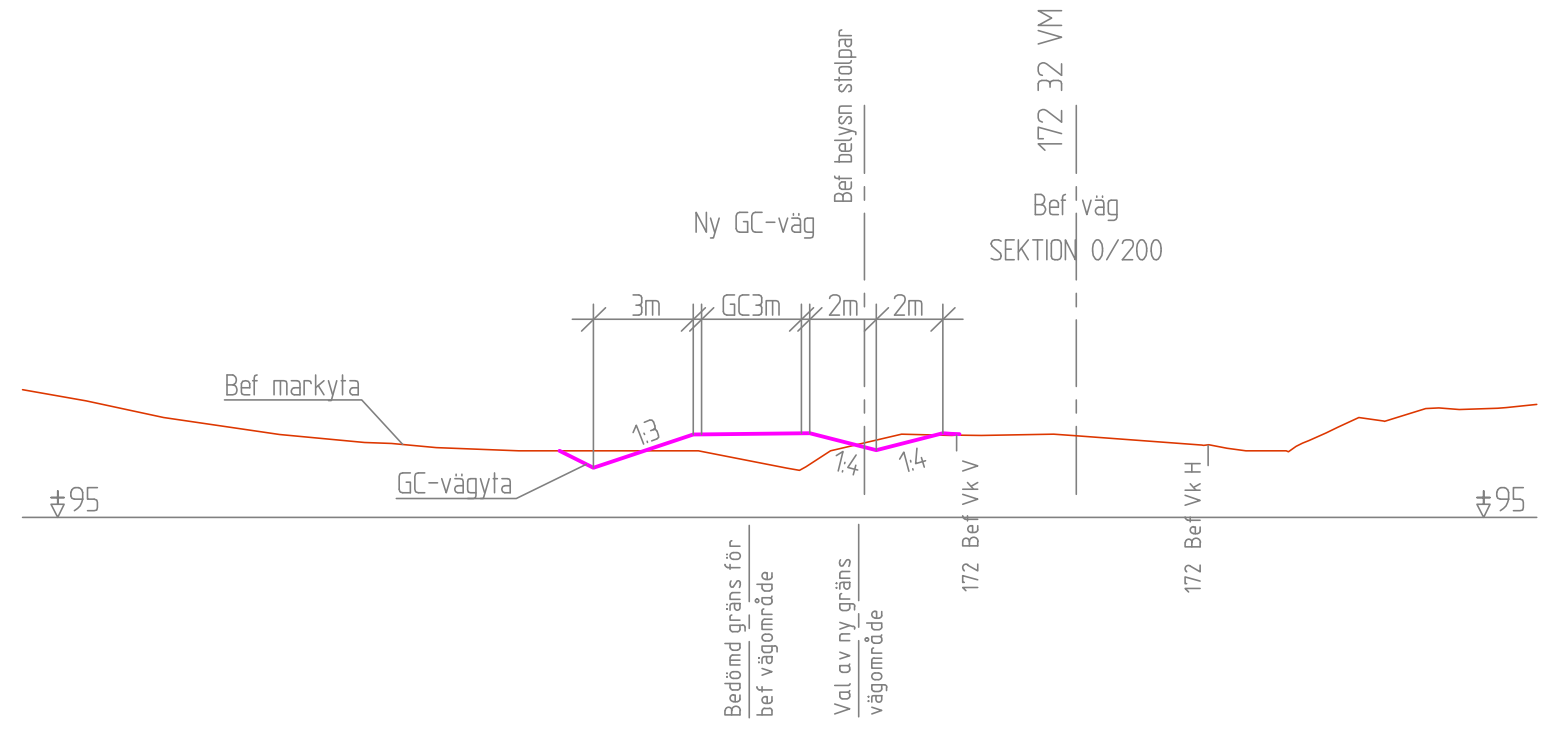 Bef belysn stolpar
172 32 VM
Ny GC-väg
Bef väg
SEKTION 0/200
3m
GC3m
2m
2m
Bef markyta
1:3
1:4
1:4
GC-vägyta
±95
±95
172 Bef Vk V
172 Bef Vk H
Bedömd gräns för
bef vägområde
Val av ny gräns
vägområde